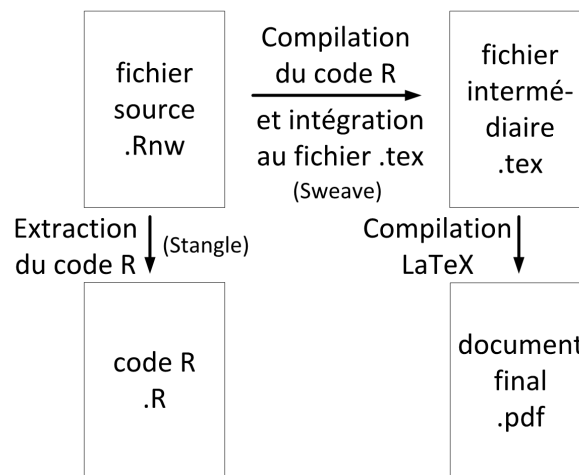 fichier
source
.Rnw
Compilation
du code R
et intégration
au fichier .tex
(Sweave)
fichier
intermé-
diaire
.tex
Extraction
du code R
(Stangle)
Compilation
LaTeX
code R
.R
document
final
.pdf